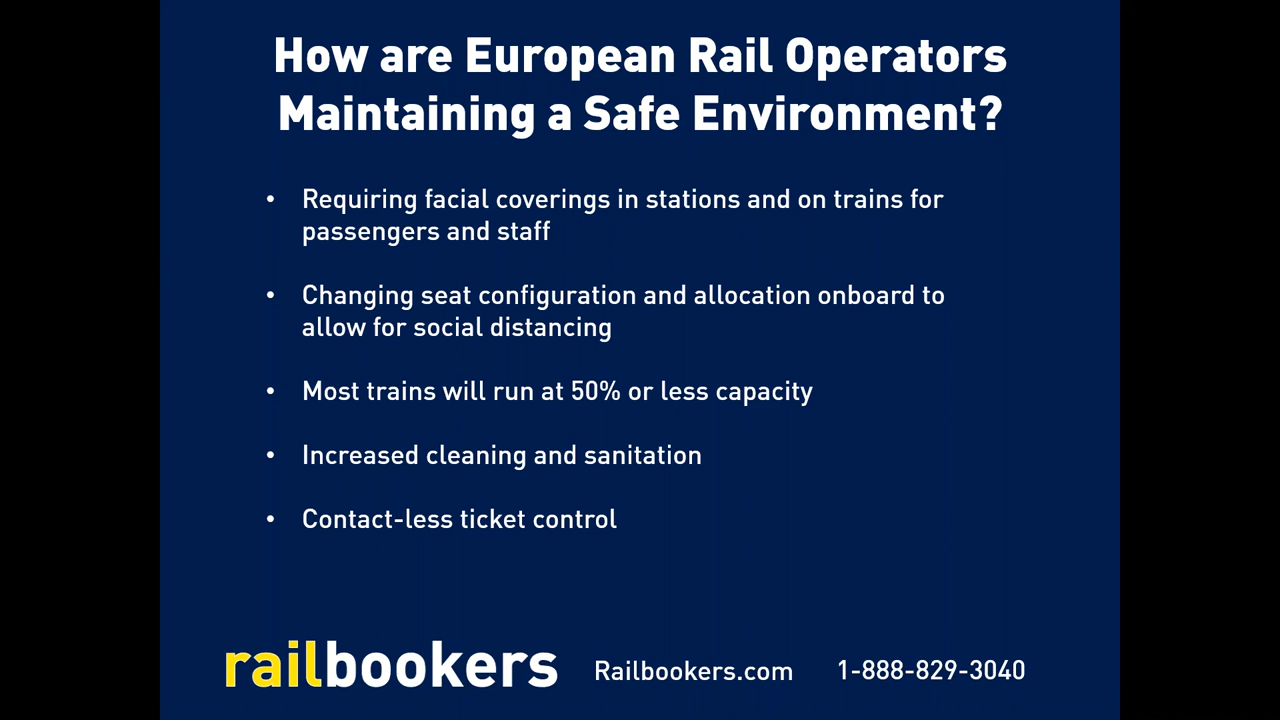 How are European Rail Operators
Maintaining a Safe Environment?
• Requiring facial coverings in stations and on trains for
passengers and staff
• Changing seat configuration and allocation onboard to
allow for social distancing
• Most trains will run at 50% or less capacity
• Increased cleaning and sanitation
• Contact-less ticket control
railbookers Railbookers.com 1-888-829-3040